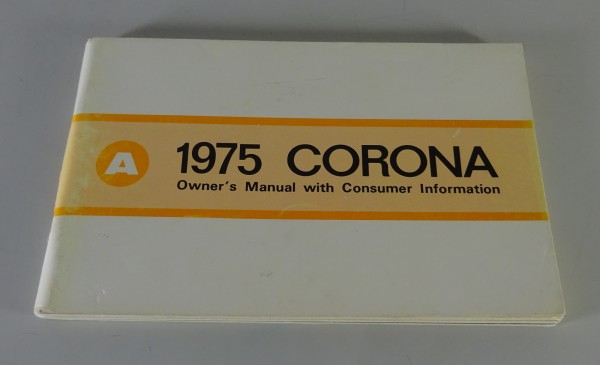 A
1975 CORONA
Owner's Manual with Consumer Information